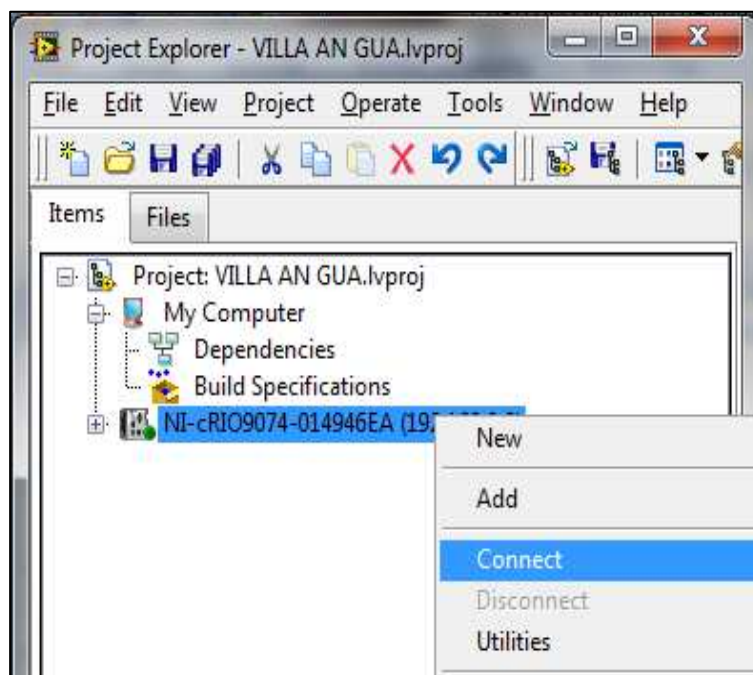 Project Explorer - VILLA AN GUA.lvproj
X
File Edit View Project Operate Tools Window Help
Items Files
Project: VILLA AN GUA.lvproj
My Computer
Dependencies
Build Specifications
NI-cRIO9074-014946EA
New
Add
Connect
Disconnect
Utilities